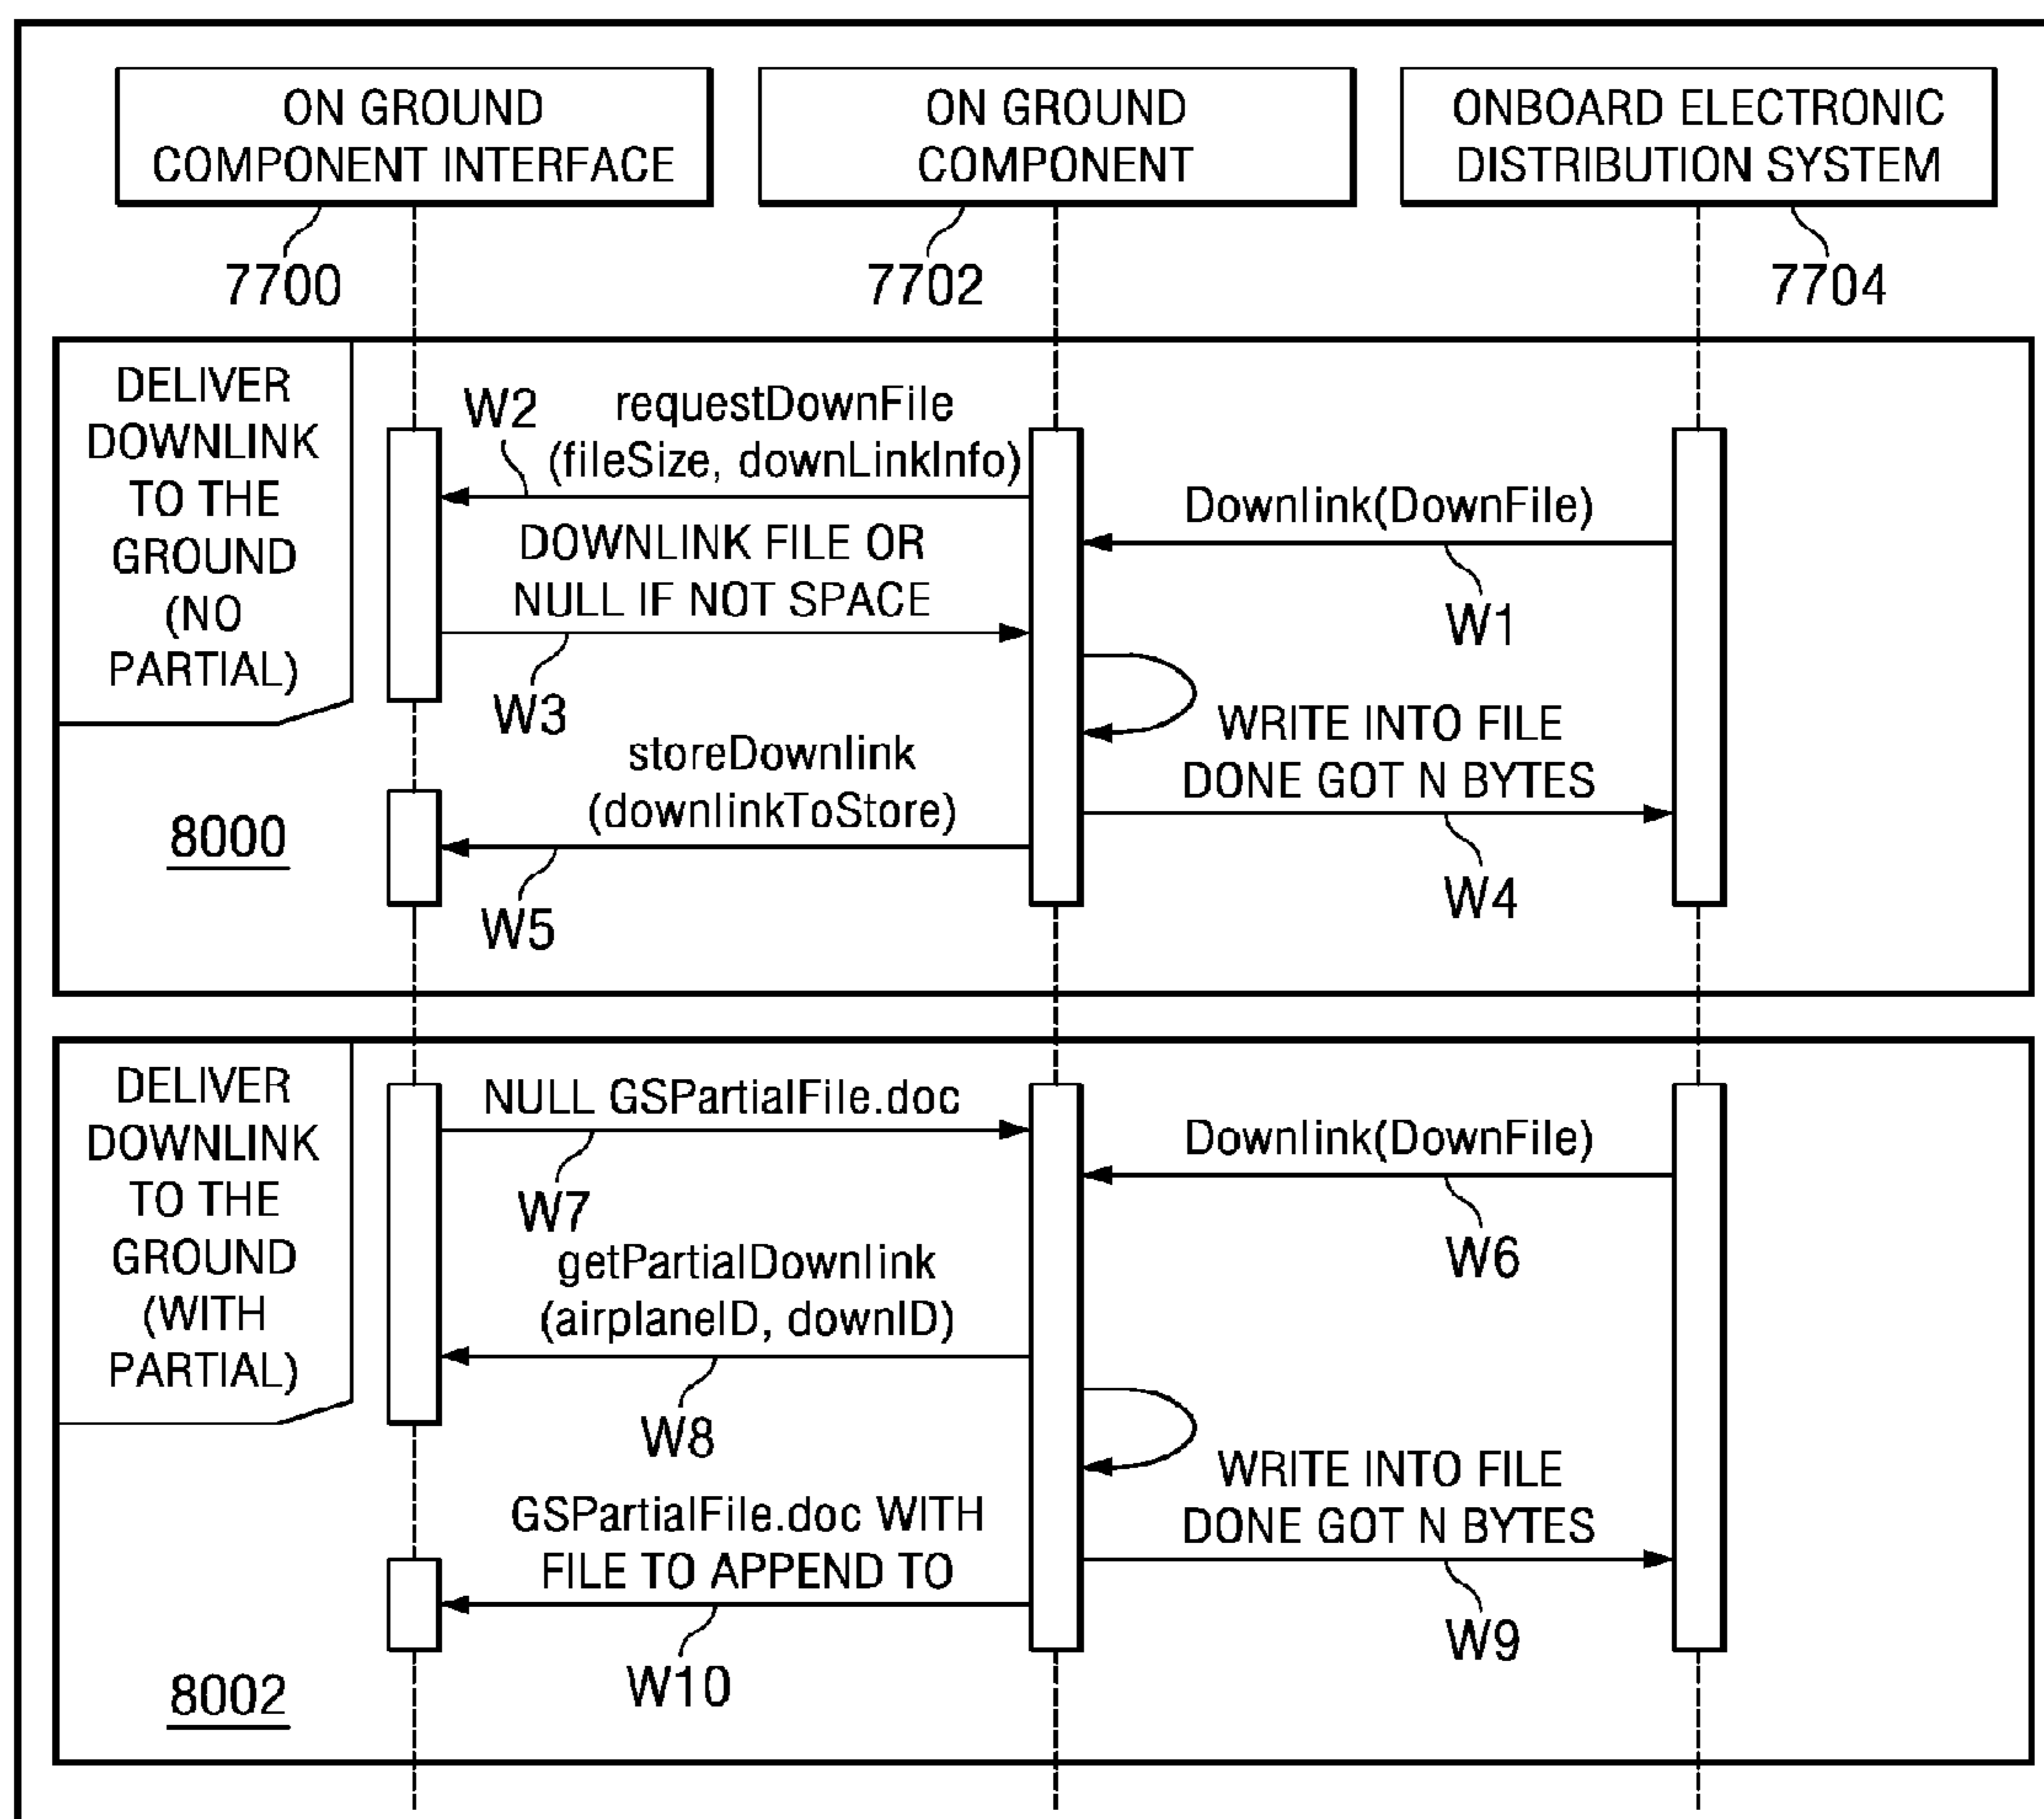 ON GROUND
COMPONENT INTERFACE
ON GROUND
COMPONENT
ONBOARD ELECTRONIC
DISTRIBUTION SYSTEM
7700
7702
7704
DELIVER
DOWNLINK
TO THE
GROUND
(NO
PARTIAL)
W2
requestDownFile
(fileSize, downLinkInfo)
Downlink(DownFile)
W1
DOWNLINK FILE OR
NULL IF NOT SPACE
W3
WRITE INTO FILE
DONE GOT N BYTES
W4
storeDownlink
(downlinkToStore)
W5
8000
DELIVER
DOWNLINK
TO THE
GROUND
(WITH
PARTIAL)
NULL GSPartialFile.doc
W7
Downlink(DownFile)
W6
getPartialDownlink
(airplaneID, downID)
W8
WRITE INTO FILE
DONE GOT N BYTES
W9
GSPartialFile.doc WITH
FILE TO APPEND TO
W10
8002